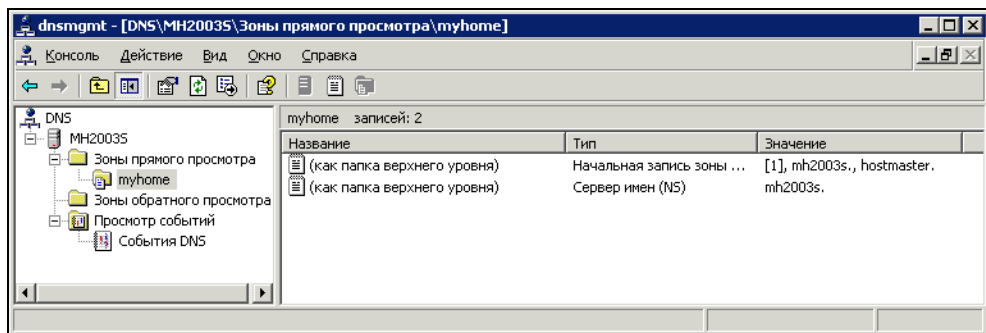 dnsmgmt - [DNS\MH2003S\Зоны прямого просмотра\myhome]
Консоль Действие Вид Окно Справка
DNS
MH2003S
Зоны прямого просмотра
myhome
Зоны обратного просмотра
Просмотр событий
События DNS
myhome записей: 2
Название Тип Значение
(как папка верхнего уровня) Начальная запись зоны ... [1], mh2003s., hostmaster.
(как папка верхнего уровня) Сервер имен (NS) mh2003s.